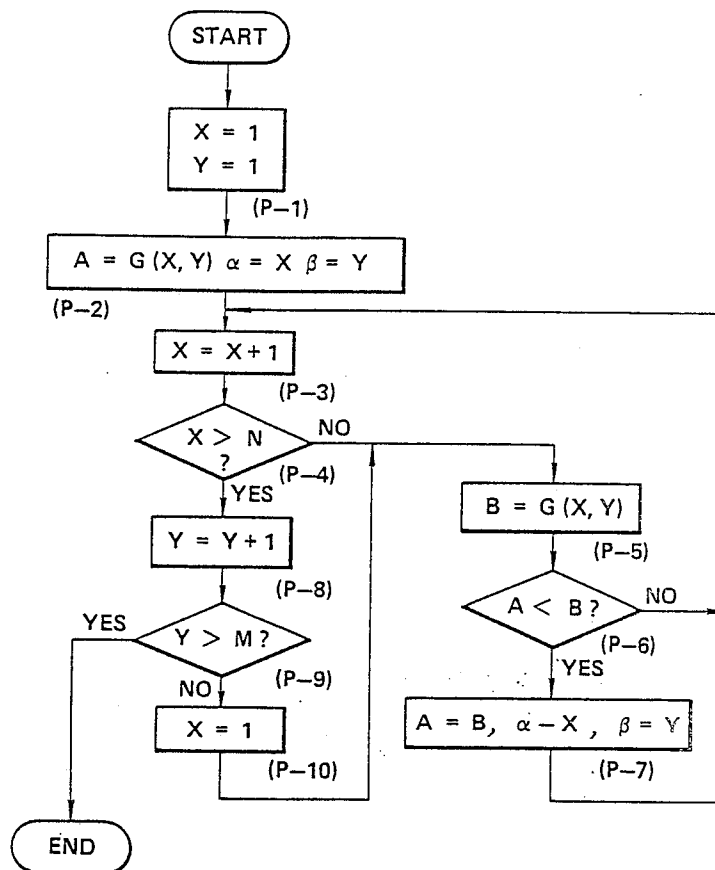 START
X = 1
Y = 1
(P-1)
A = G (X, Y) α = X β = Y
(P-2)
X = X + 1
(P-3)
X > N
?
NO
(P-4)
YES
B = G (X, Y)
(P-5)
Y = Y + 1
(P-8)
A < B ?
NO
(P-6)
YES
YES
Y > M ?
(P-9)
NO
X = 1
(P-10)
A = B, α - X , β = Y
(P-7)
END